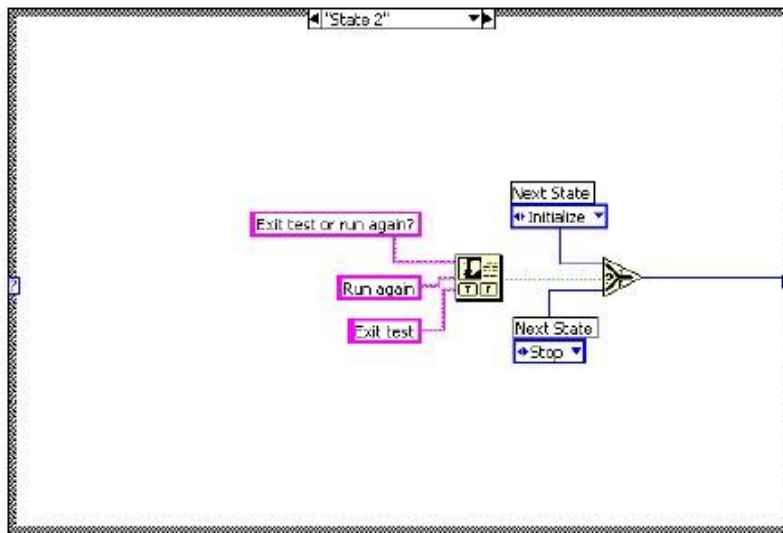 "State 2"
Next State
Initialize
Exit test or run again?
Run again
Exit test
Next State
Stop